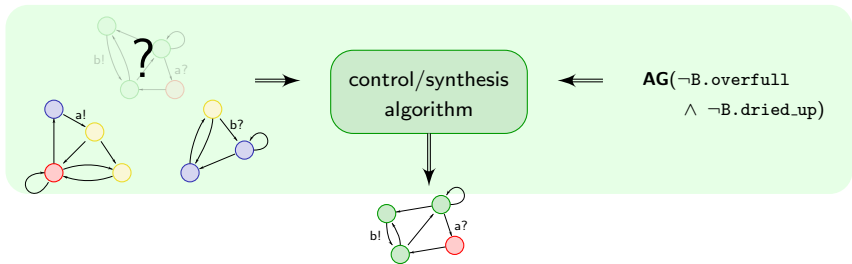 ?
b!
a?
a!
b?
control/synthesis
algorithm
AG(¬B.overfull
∧ ¬B.dried_up)
b!
a?